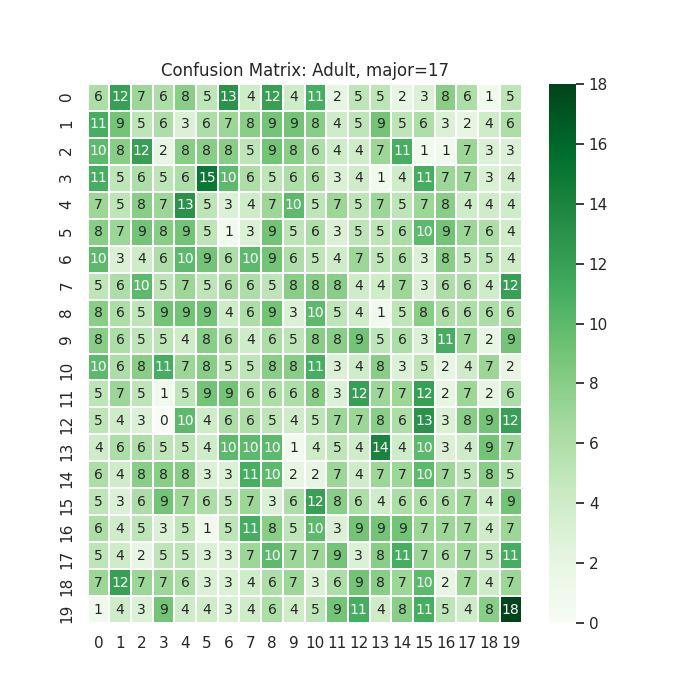 Confusion Matrix: Adult, major=17
0 6 12 7 6 8 5 13 4 12 4 11 2 5 5 2 3 8 6 1 5
1 11 9 5 6 3 6 7 8 9 9 8 4 5 9 5 6 3 2 4 6
2 10 8 12 2 8 8 8 5 9 8 6 4 4 7 11 1 1 7 3 3
3 11 5 6 5 6 15 10 6 5 6 6 3 4 1 4 11 7 7 3 4
4 7 5 8 7 13 5 3 4 7 10 5 7 5 7 5 7 8 4 4 4
5 8 7 9 8 9 5 1 3 9 5 6 3 5 5 6 10 9 7 6 4
6 10 3 4 6 10 9 6 10 9 6 5 4 7 5 6 3 8 5 5 4
7 5 6 10 5 7 5 6 6 5 8 8 8 4 4 7 3 6 6 4 12
8 8 6 5 9 9 9 4 6 9 3 10 5 4 1 5 8 6 6 6 6
9 8 6 5 5 4 8 6 4 6 5 8 8 9 5 6 3 11 7 2 9
10 10 6 8 11 7 8 5 5 8 8 11 3 4 8 3 5 2 4 7 2
11 5 7 5 1 5 9 9 6 6 6 8 3 12 7 7 12 2 7 2 6
12 5 4 3 0 10 4 6 6 5 4 5 7 7 8 6 13 3 8 9 12
13 4 6 6 5 5 4 10 10 10 1 4 5 4 14 4 10 3 4 9 7
14 6 4 8 8 8 3 3 11 10 2 2 7 4 7 7 10 7 5 8 5
15 5 3 6 9 7 6 5 7 3 6 12 8 6 4 6 6 6 7 4 9
16 6 4 5 3 5 1 5 11 8 5 10 3 9 9 9 7 7 7 4 7
17 5 4 2 5 5 3 3 7 10 7 7 9 3 8 11 7 6 7 5 11
18 7 12 7 7 6 3 3 4 6 7 3 6 9 8 7 10 2 7 4 7
19 1 4 3 9 4 4 3 4 6 4 5 9 11 4 8 11 5 4 8 18
0 1 2 3 4 5 6 7 8 9 10 11 12 13 14 15 16 17 18 19
18
16
14
12
10
8
6
4
2
0